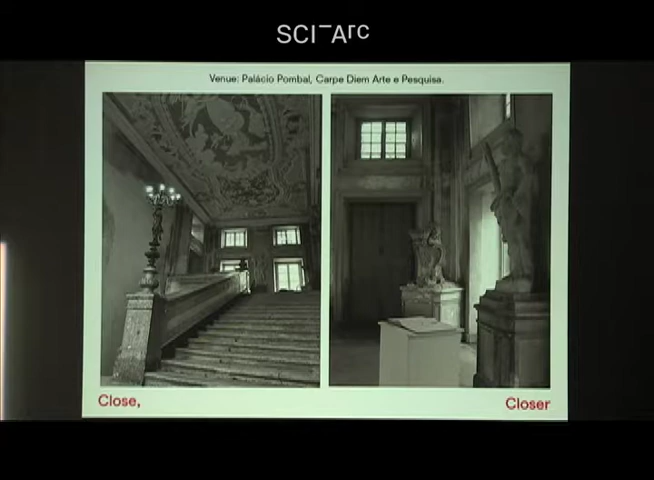 SCI-Arc
Venue: Palácio Pombal, Carpe Diem Arte e Pesquisa.
Close,
Closer